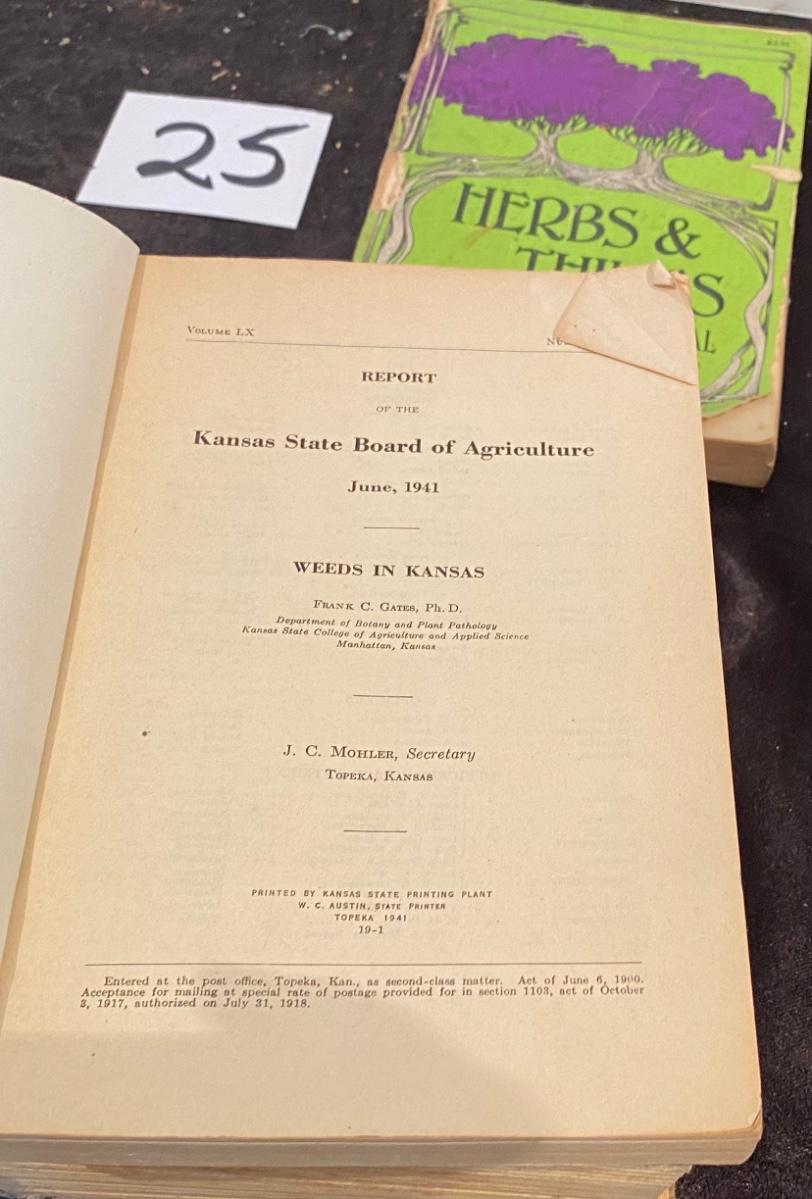 25
HERBS &
VOLUME LX
REPORT
OF THE
Kansas State Board of Agriculture
June, 1941
WEEDS IN KANSAS
FRANK C. GATES, Ph. D.
Department of Botany and Plant Pathology
Kansas State College of Agriculture and Applied Science
Manhattan, Kansas
J. C. MOHLER, Secretary
TOPEKA, KANSAS
PRINTED BY KANSAS STATE PRINTING PLANT
W. C. AUSTIN, STATE PRINTER
TOPEKA 1941
19-1
Entered at the post office, Topeka, Kan., as second-class matter. Act of June 6, 1900.
Acceptance for mailing at special rate of postage provided for in section 1103, act of October
3, 1917, authorized on July 31, 1918.